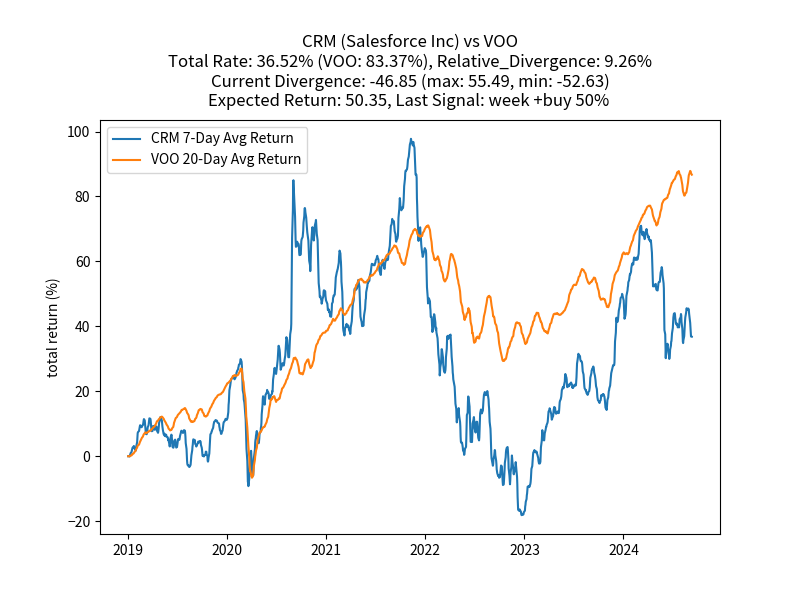 CRM (Salesforce Inc) vs VOO
Total Rate: 36.52% (VOO: 83.37%), Relative_Divergence: 9.26%
Current Divergence: -46.85 (max: 55.49, min: -52.63)
Expected Return: 50.35, Last Signal: week +buy 50%
CRM 7-Day Avg Return
VOO 20-Day Avg Return
total return (%)
100
80
60
40
20
0
−20
2019
2020
2021
2022
2023
2024